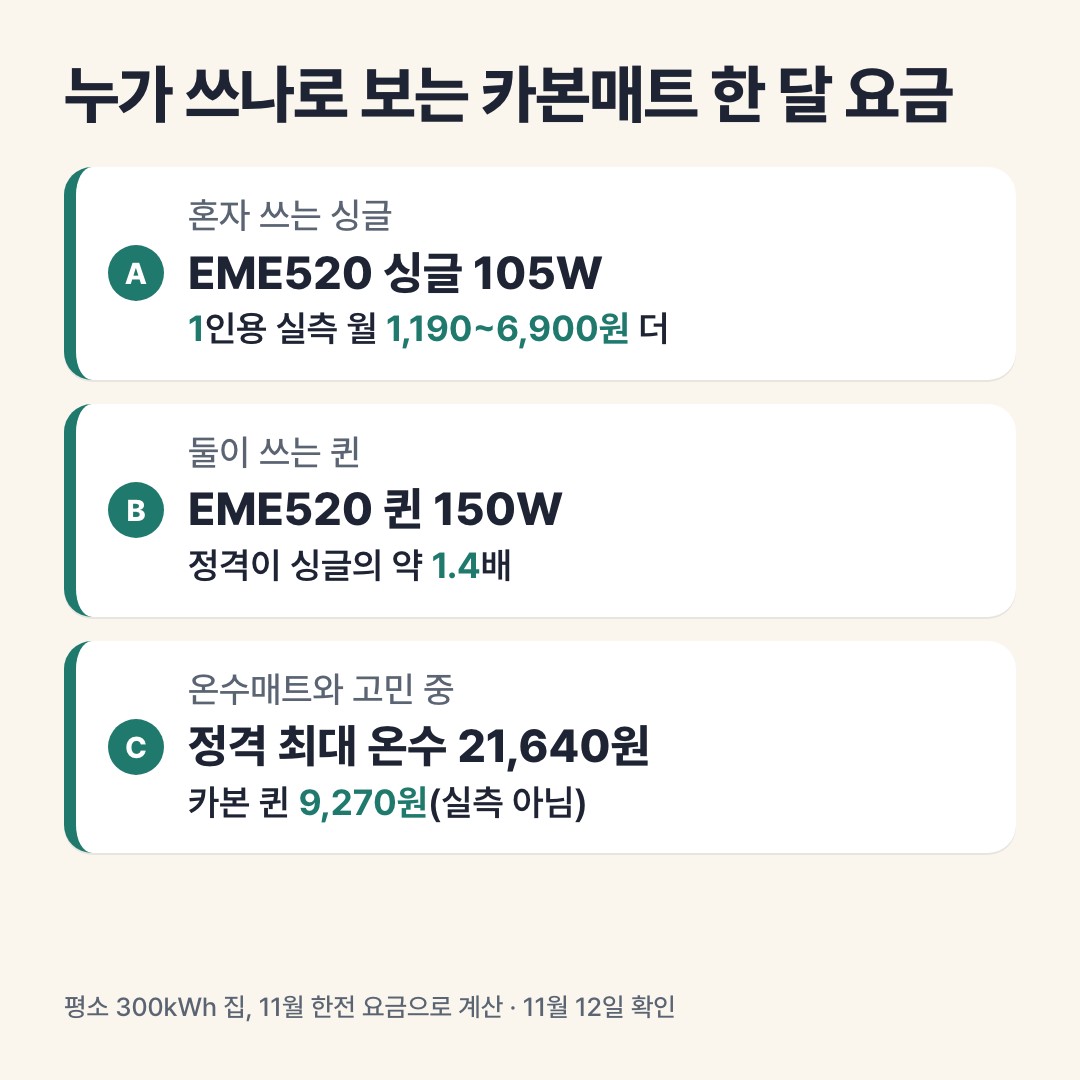 누가 쓰나로 보는 카본매트 한 달 요금
혼자 쓰는 싱글
A
EME520 싱글 105W
1인용 실측 월 1,190~6,900원 더
둘이 쓰는 퀸
B
EME520 퀸 150W
정격이 싱글의 약 1.4배
온수매트와 고민 중
C
정격 최대 온수 21,640원
카본 퀸 9,270원(실측 아님)
평소 300kWh 집, 11월 한전 요금으로 계산 · 11월 12일 확인